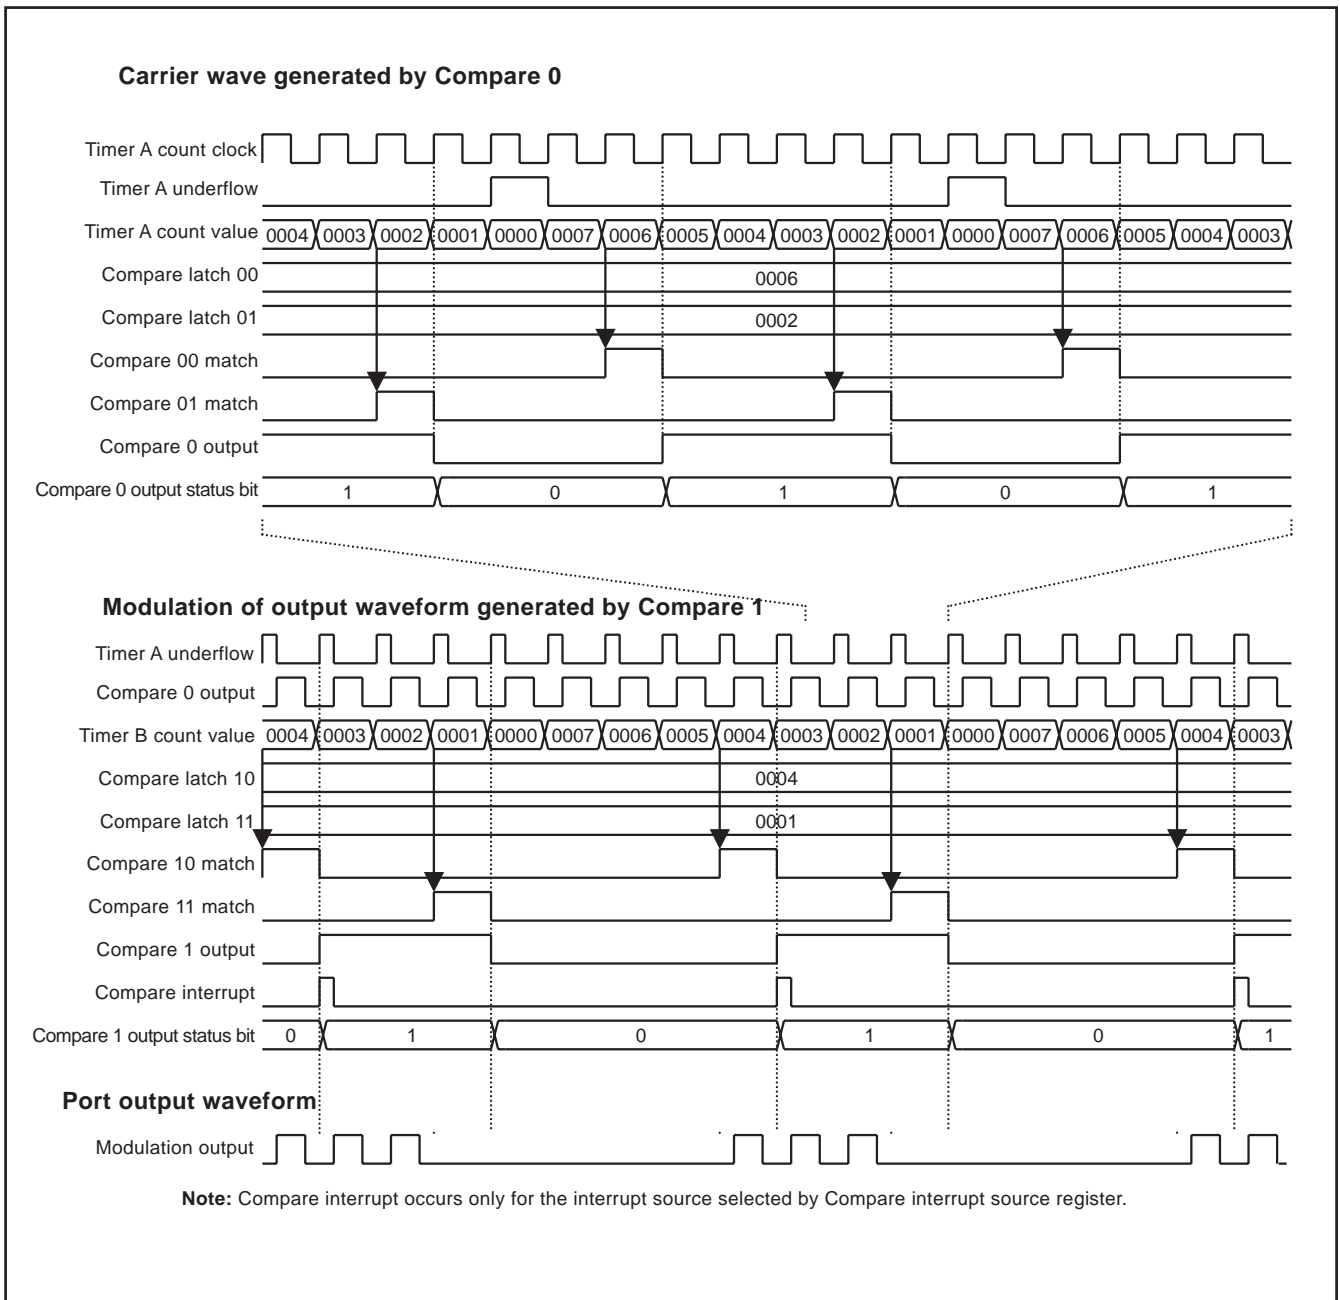 Carrier wave generated by Compare 0
Timer A count clock
Timer A underflow
Timer A count value 0004 0003 0002 0001 0000 0007 0006 0005 0004 0003 0002 0001 0000 0007 0006 0005 0004 0003
Compare latch 00 0006
Compare latch 01 0002
Compare 00 match
Compare 01 match
Compare 0 output
Compare 0 output status bit 1 0 1 0 1
Modulation of output waveform generated by Compare 1
Timer A underflow
Compare 0 output
Timer B count value 0004 0003 0002 0001 0000 0007 0006 0005 0004 0003 0002 0001 0000 0007 0006 0005 0004 0003
Compare latch 10 0004
Compare latch 11 0001
Compare 10 match
Compare 11 match
Compare 1 output
Compare interrupt
Compare 1 output status bit 0 1 0 1 0 1
Port output waveform
Modulation output
Note: Compare interrupt occurs only for the interrupt source selected by Compare interrupt source register.